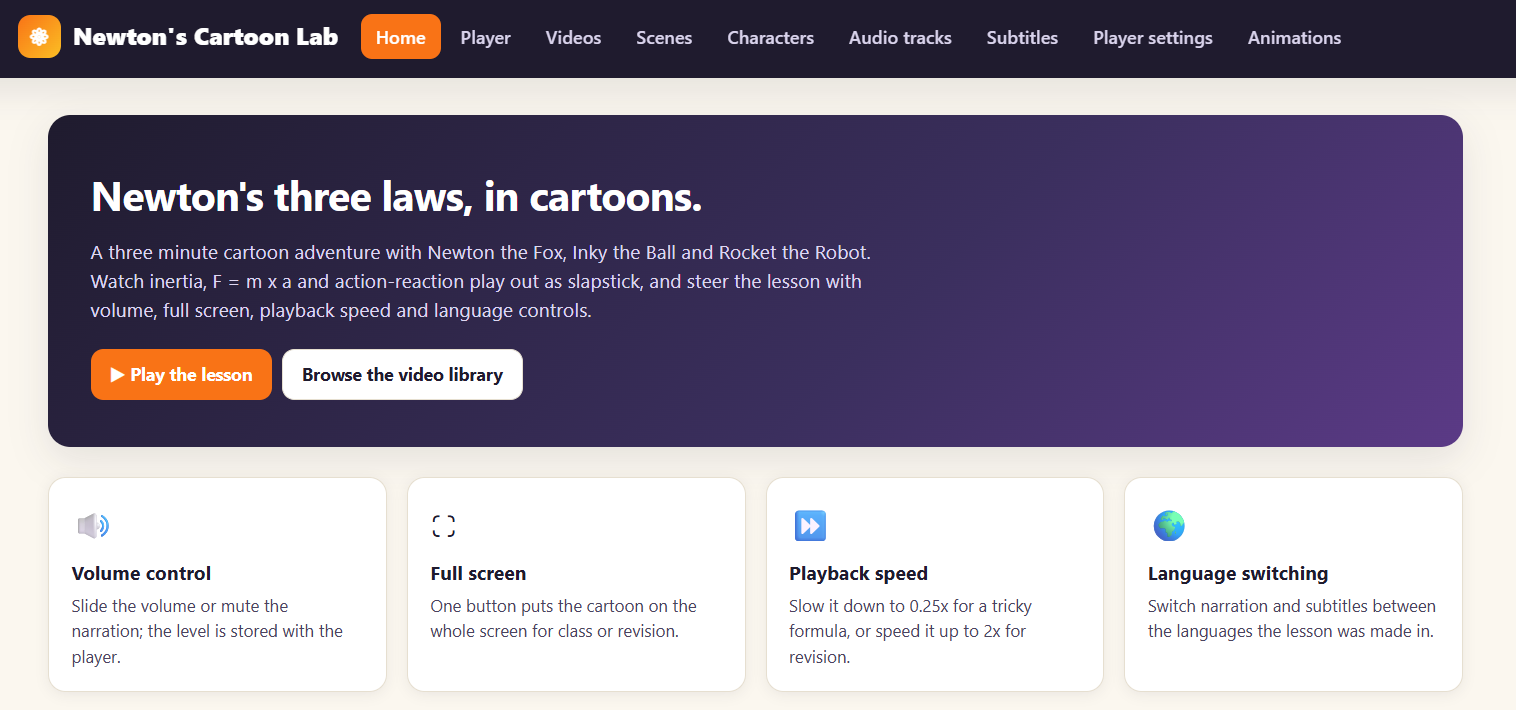 Newton's Cartoon Lab
Home
Player
Videos
Scenes
Characters
Audio tracks
Subtitles
Player settings
Animations
Newton's three laws, in cartoons.
A three minute cartoon adventure with Newton the Fox, Inky the Ball and Rocket the Robot.
Watch inertia, F = m x a and action-reaction play out as slapstick, and steer the lesson with
volume, full screen, playback speed and language controls.
▶ Play the lesson
Browse the video library
Volume control
Slide the volume or mute the
narration; the level is stored with the
player.
Full screen
One button puts the cartoon on the
whole screen for class or revision.
Playback speed
Slow it down to 0.25x for a tricky
formula, or speed it up to 2x for
revision.
Language switching
Switch narration and subtitles between
the languages the lesson was made in.